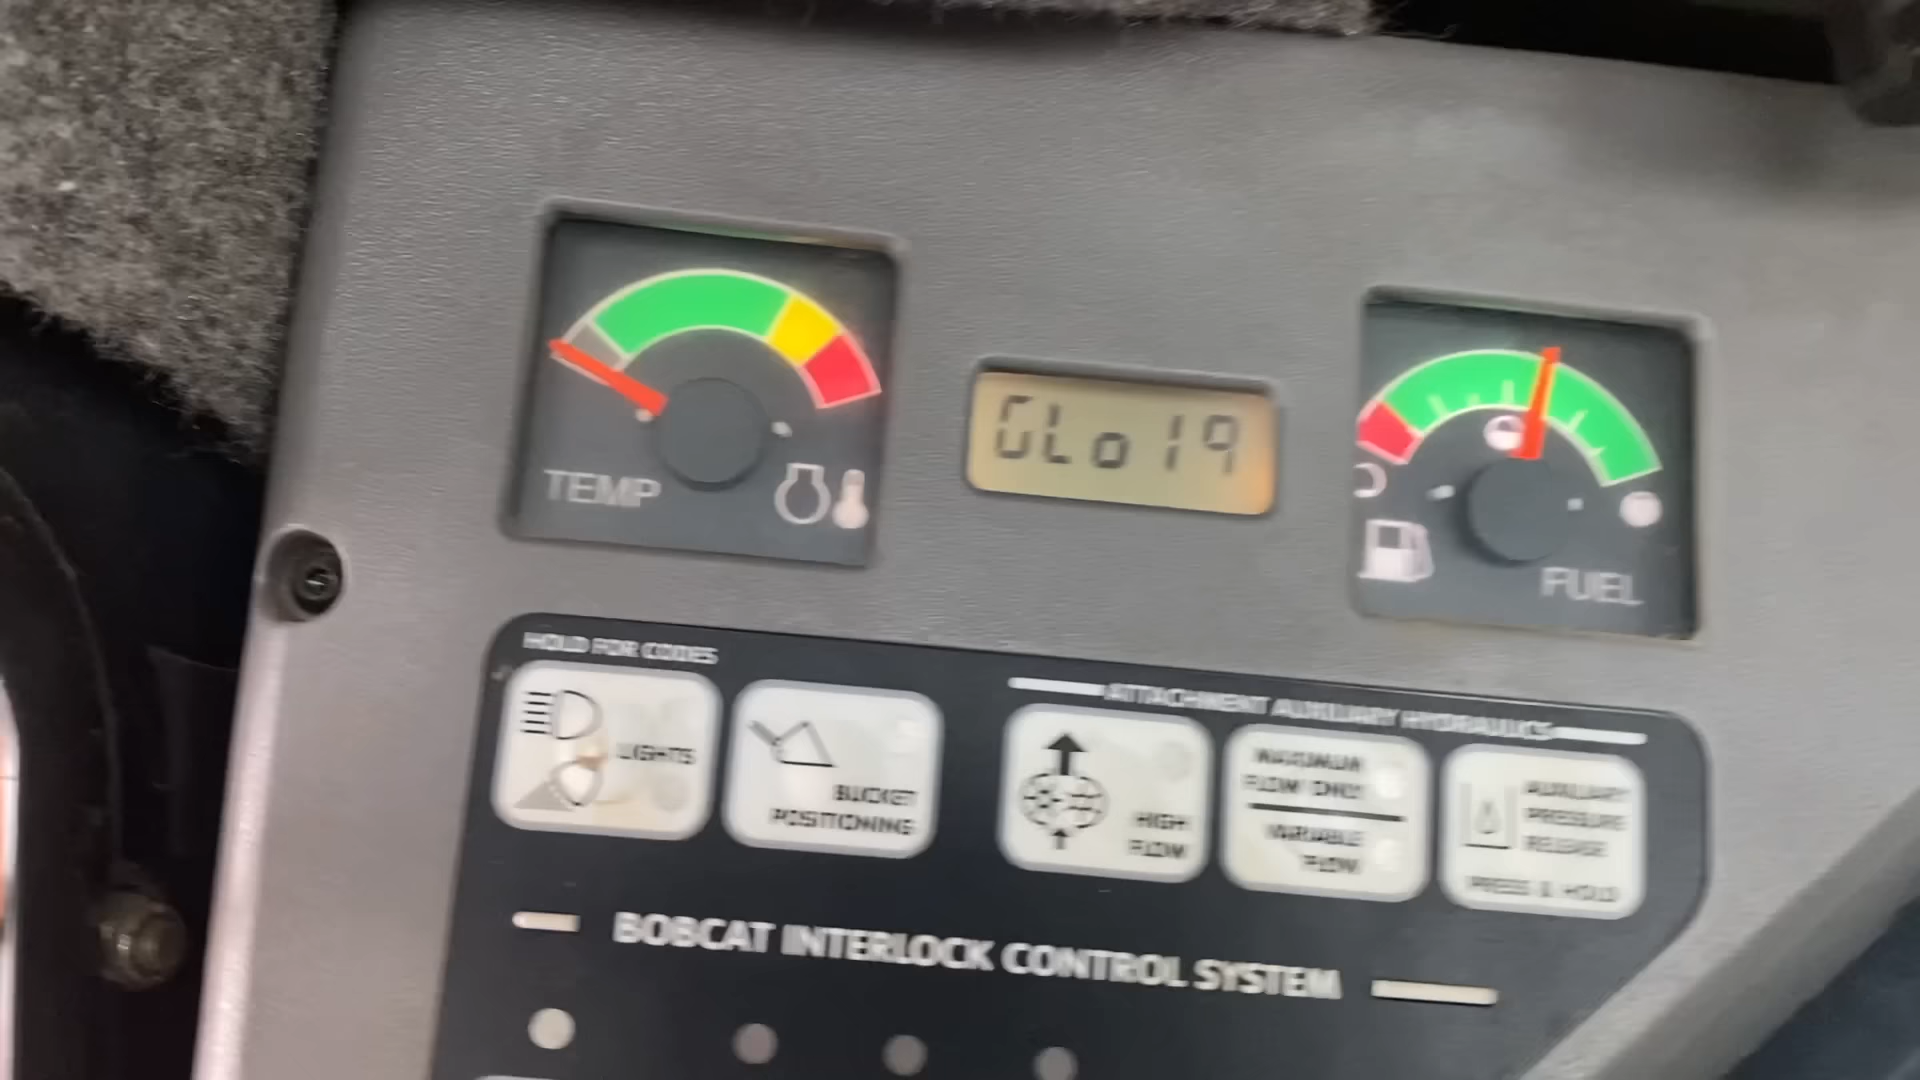 GLo19
TEMP
FUEL
HOLD FOR CODES
ATTACHMENT AUXILIARY HYDRAULICS
LIGHTS
BUCKET
POSITIONING
HIGH
FLOW
MAXIMUM
FLOW ONLY
VARIABLE
FLOW
AUXILIARY
PRESSURE
RELEASE
PRESS & HOLD
BOBCAT INTERLOCK CONTROL SYSTEM